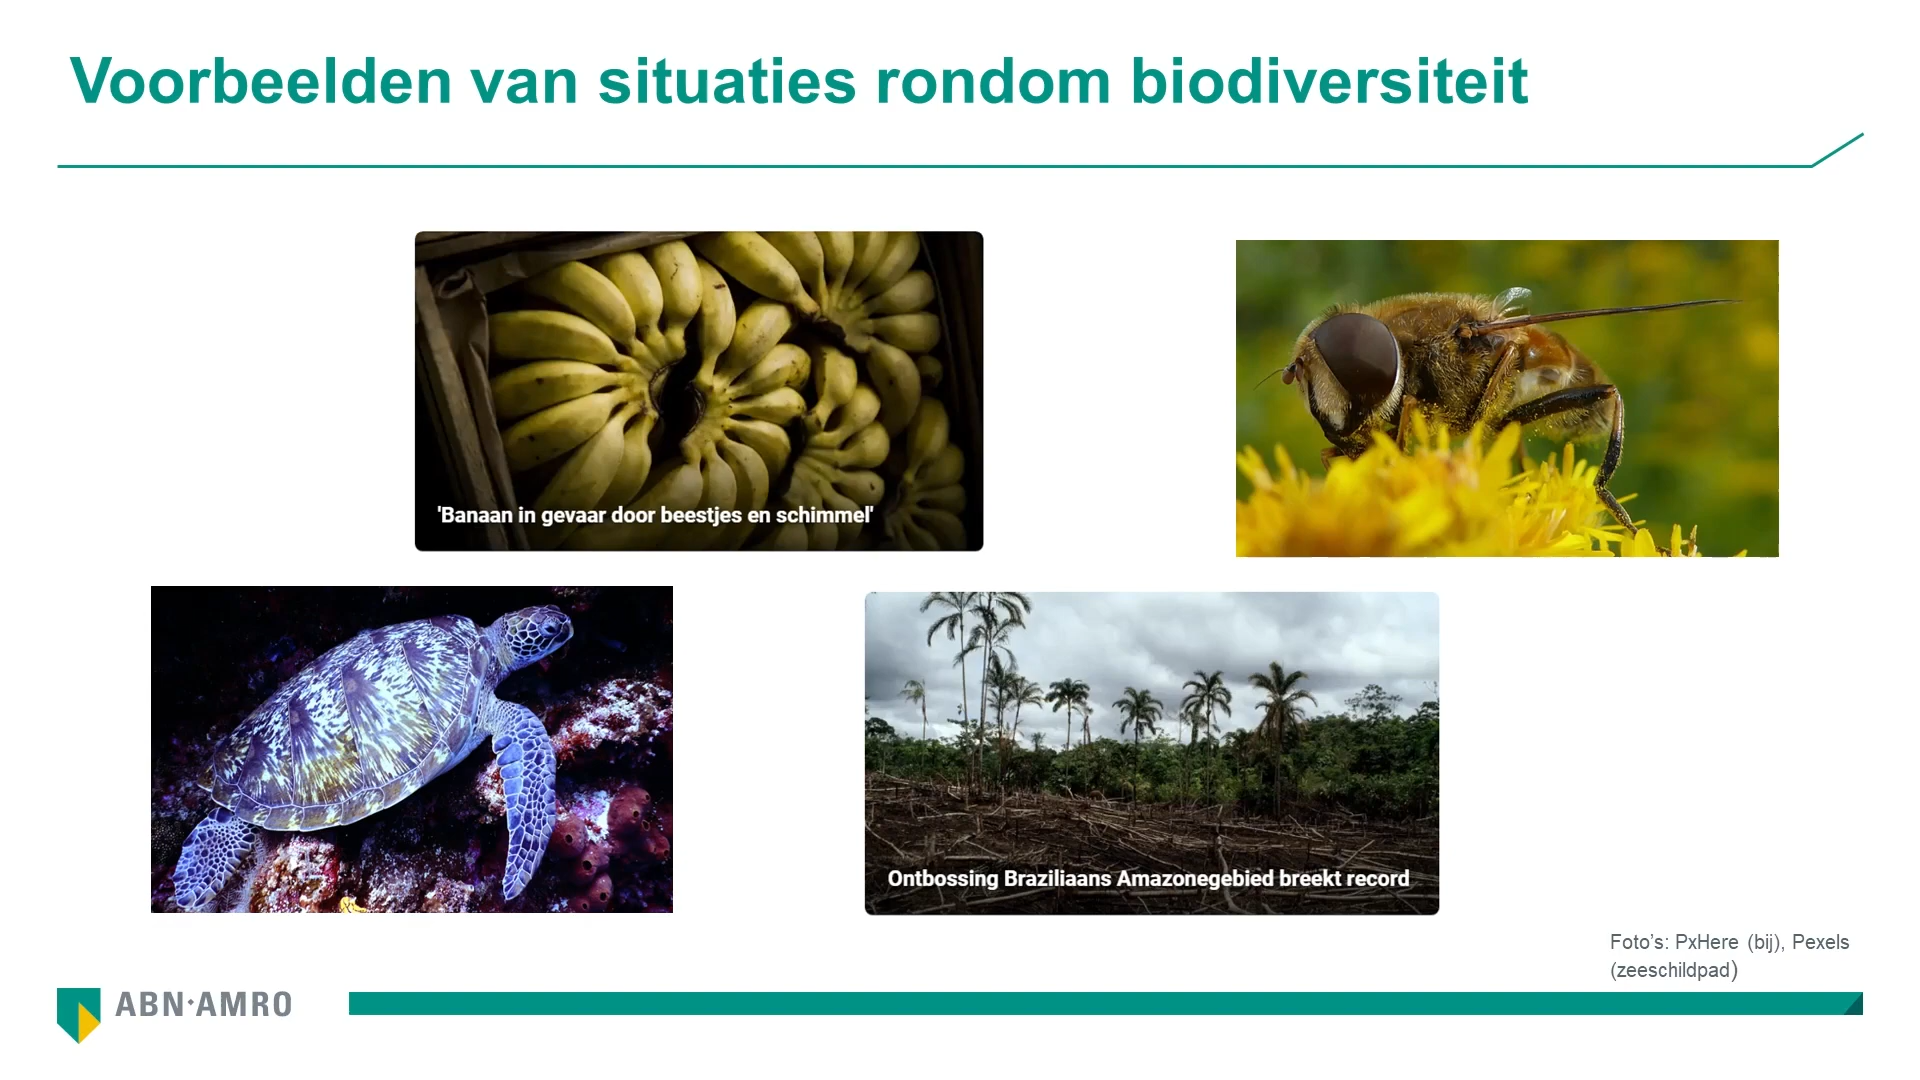 Voorbeelden van situaties rondom biodiversiteit
'Banaan in gevaar door beestjes en schimmel'
Ontbossing Braziliaans Amazonegebied breekt record
Foto’s: PxHere (bij), Pexels
(zeeschildpad)
ABN·AMRO